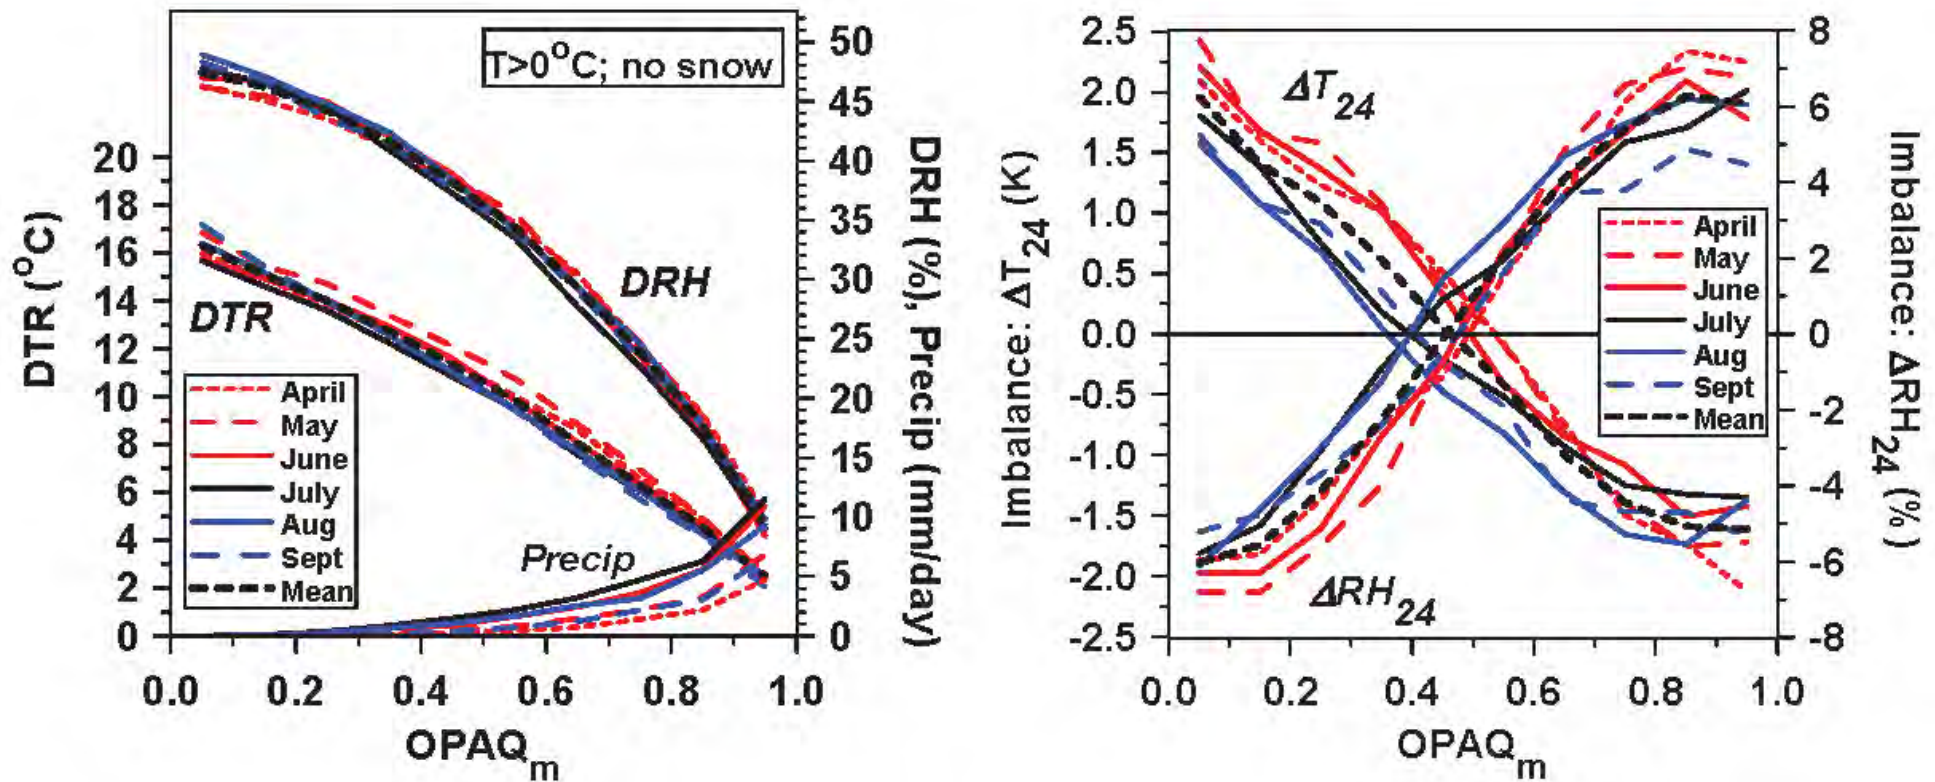 T>0°C; no snow
DTR (°C)
20
18
16
14
12
10
8
6
4
2
0
DRH
DTR
Precip
April
May
June
July
Aug
Sept
Mean
50
45
40
35
30
25
20
15
10
5
0
DRH (%), Precip (mm/day)
0.0 0.2 0.4 0.6 0.8 1.0
OPAQm
Imbalance: ΔT24 (K)
2.5
2.0
1.5
1.0
0.5
0.0
-0.5
-1.0
-1.5
-2.0
-2.5
ΔT24
ΔRH24
April
May
June
July
Aug
Sept
Mean
8
6
4
2
0
-2
-4
-6
-8
Imbalance: ΔRH24 (%)
0.0 0.2 0.4 0.6 0.8 1.0
OPAQm